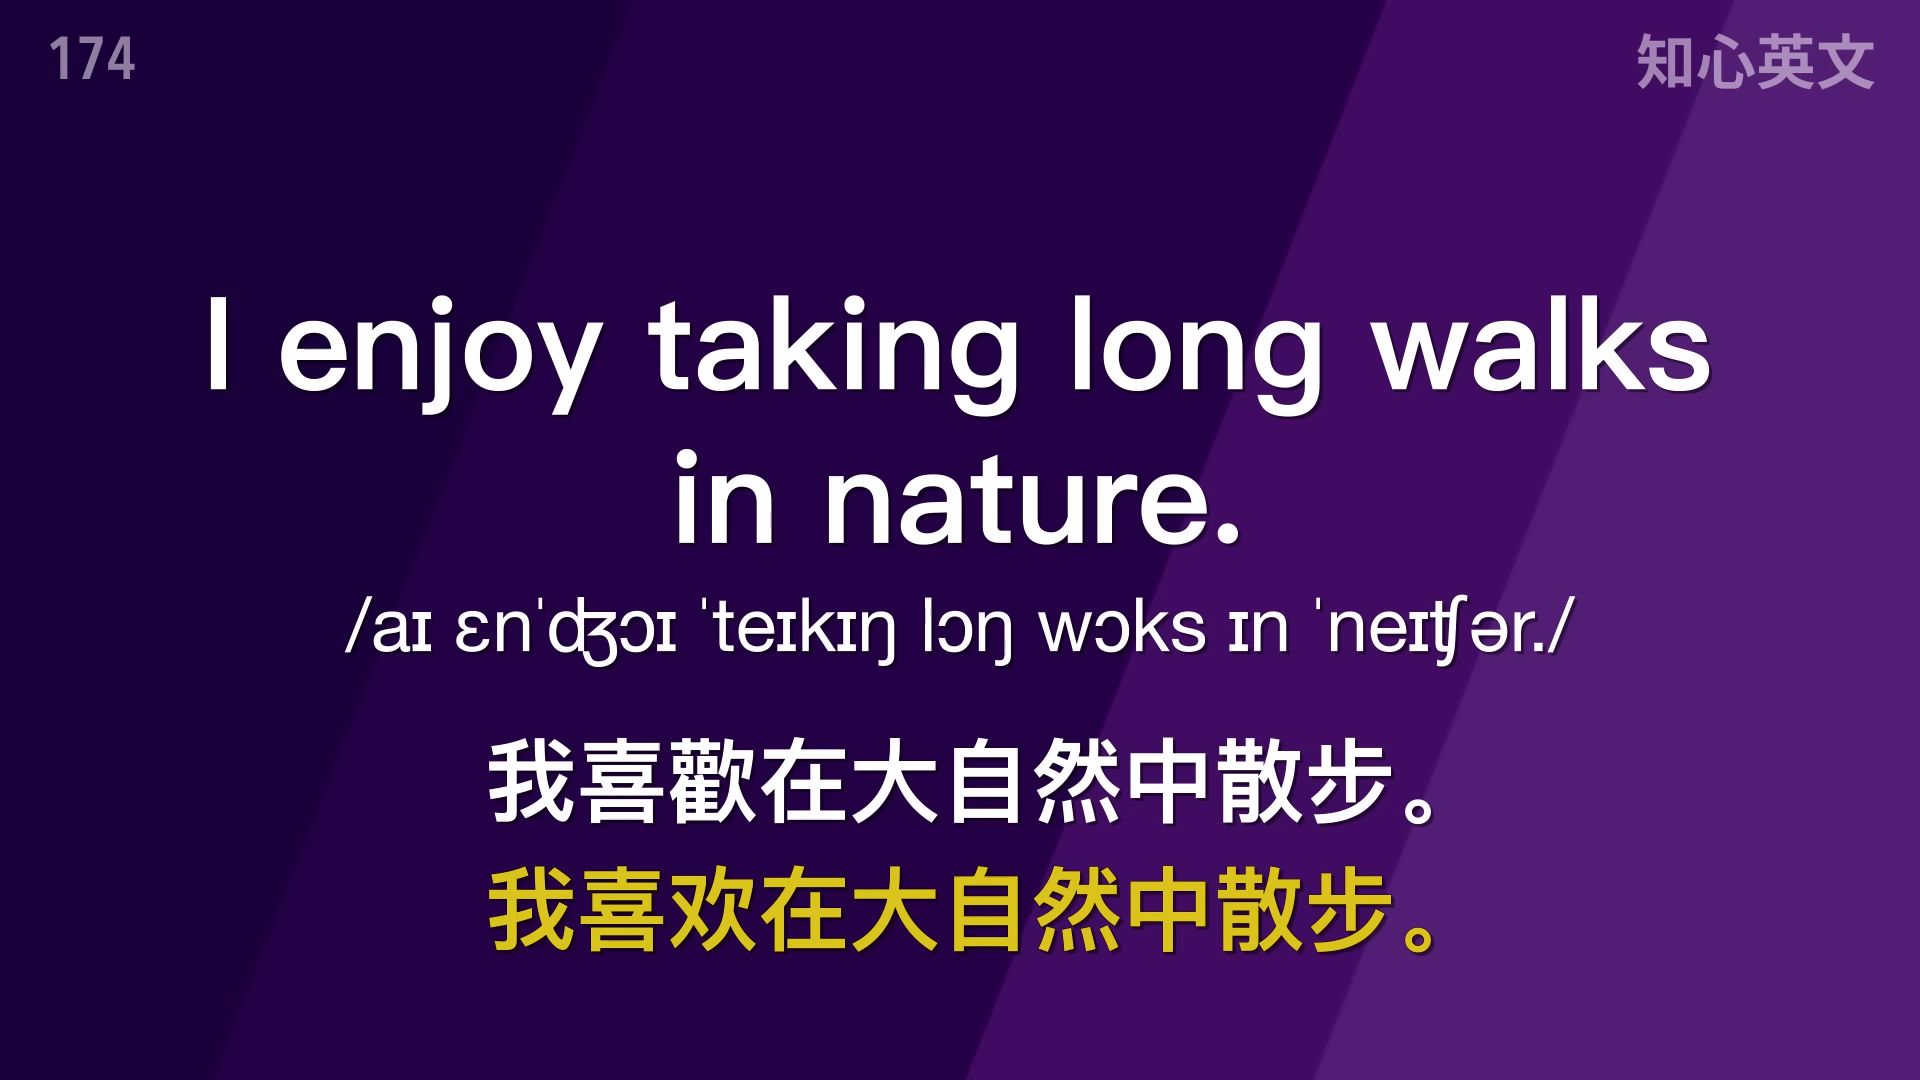 174
知心英文
I enjoy taking long walks
in nature.
/aɪ ɛnˈʤɔɪ ˈteɪkɪŋ lɔŋ wɔks ɪn ˈneɪʧər./
我喜歡在大自然中散步。
我喜欢在大自然中散步。